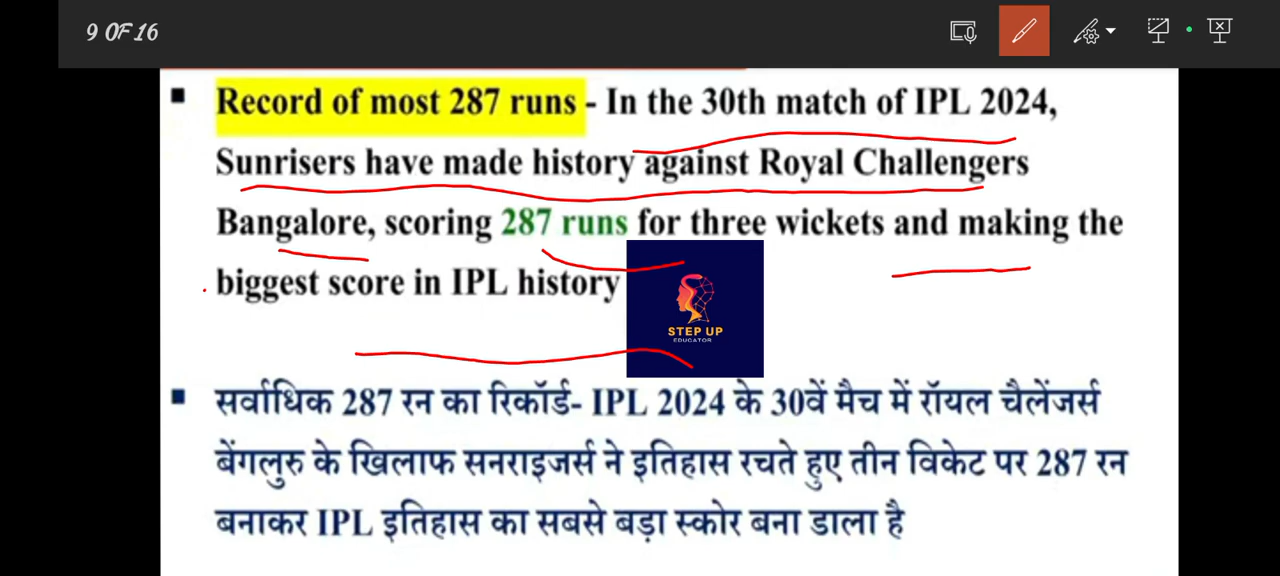 9 OF 16
Record of most 287 runs - In the 30th match of IPL 2024,
Sunrisers have made history against Royal Challengers
Bangalore, scoring 287 runs for three wickets and making the
biggest score in IPL history
STEP UP
EDUCATOR
सर्वाधिक 287 रन का रिकॉर्ड- IPL 2024 के 30वें मैच में रॉयल चैलेंजर्स
बेंगलुरु के खिलाफ सनराइजर्स ने इतिहास रचते हुए तीन विकेट पर 287 रन
बनाकर IPL इतिहास का सबसे बड़ा स्कोर बना डाला है